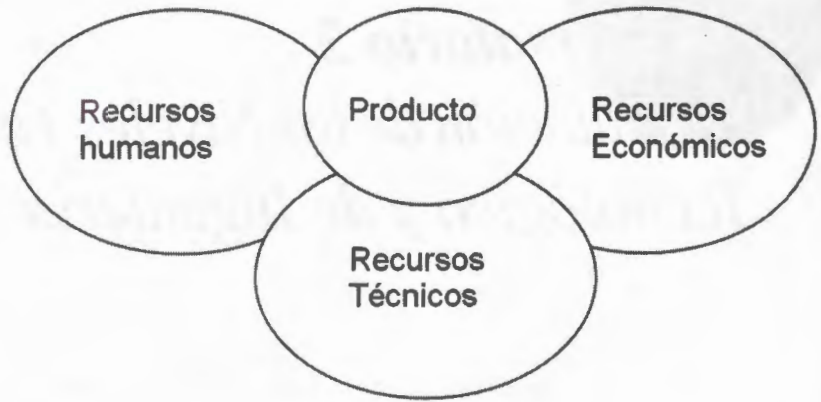 Recursos
humanos
Producto
Recursos
Económicos
Recursos
Técnicos